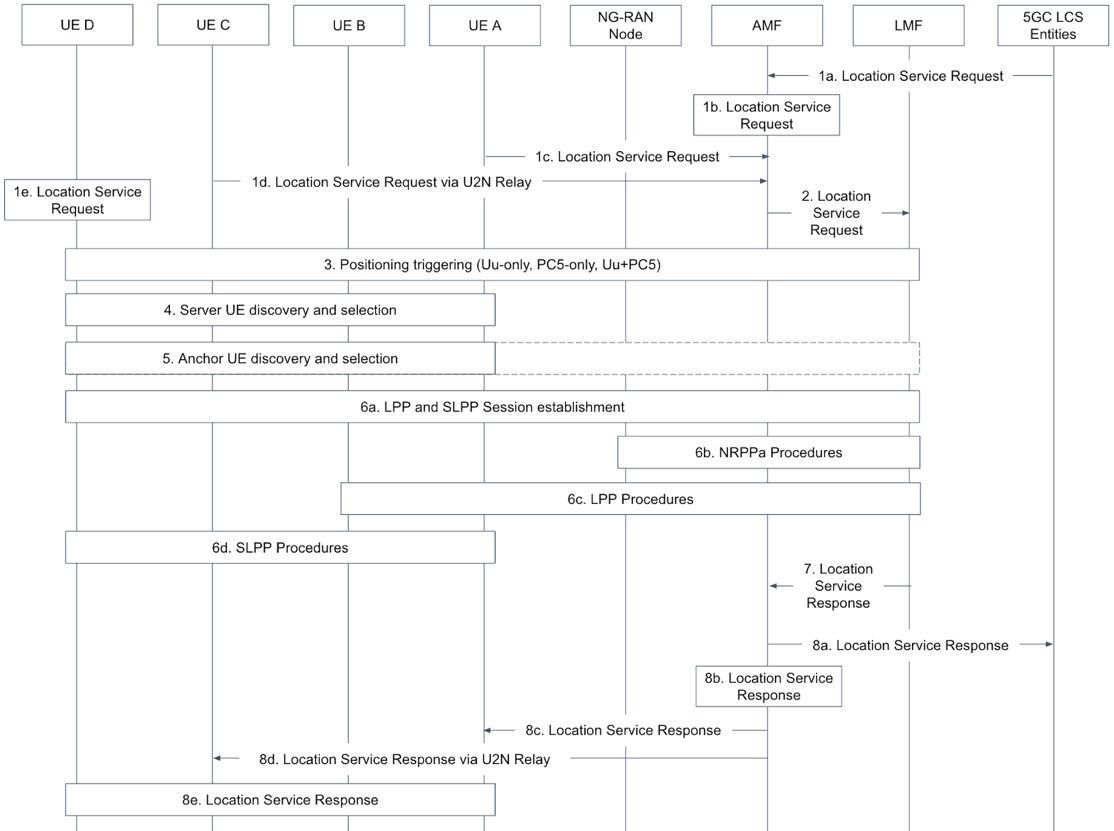 UE D
UE C
UE B
UE A
NG-RAN
Node
AMF
LMF
5GC LCS
Entities
1a. Location Service Request
1b. Location Service
Request
1c. Location Service Request
1d. Location Service Request via U2N Relay
1e. Location Service
Request
2. Location
Service
Request
3. Positioning triggering (Uu-only, PC5-only, Uu+PC5)
4. Server UE discovery and selection
5. Anchor UE discovery and selection
6a. LPP and SLPP Session establishment
6b. NRPPa Procedures
6c. LPP Procedures
6d. SLPP Procedures
7. Location
Service
Response
8a. Location Service Response
8b. Location Service
Response
8c. Location Service Response
8d. Location Service Response via U2N Relay
8e. Location Service Response